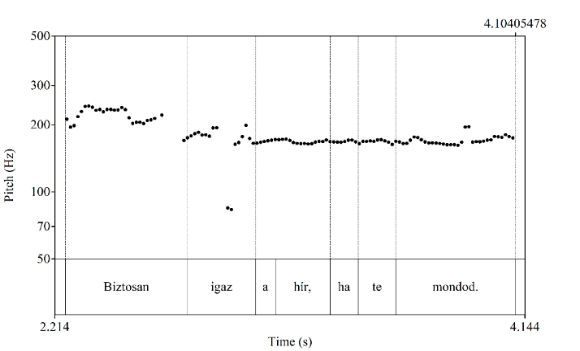 4.10405478
500
300
200
100
70
50
Pitch (Hz)
Biztosan igaz a hír, ha te mondod.
2.214 4.144
Time (s)